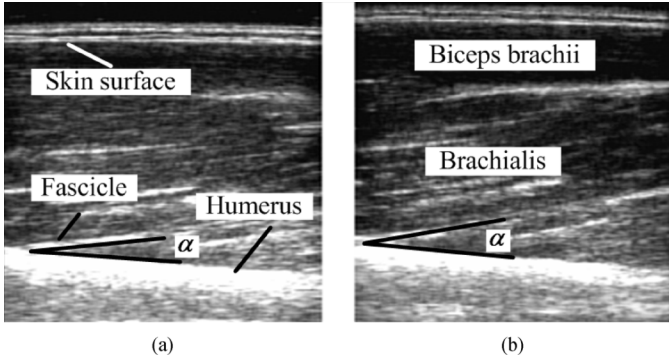 Skin surface
Fascicle
Humerus
α
Biceps brachii
Brachialis
α
(a)
(b)